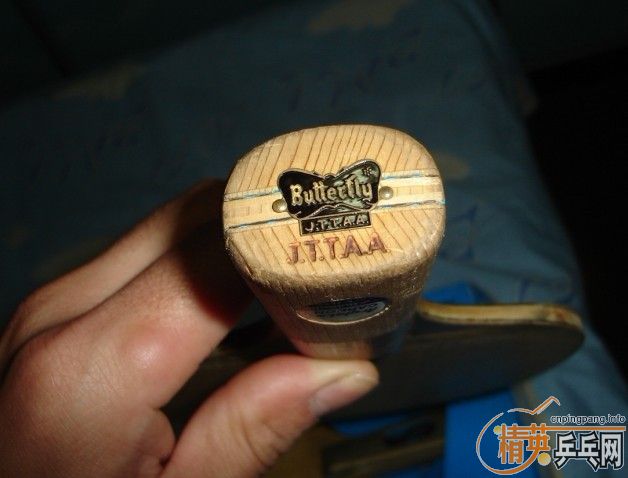 Butterfly
J.T.T.A.A
J.T.T.A.A
cnpingpang.info
精英乒乓网